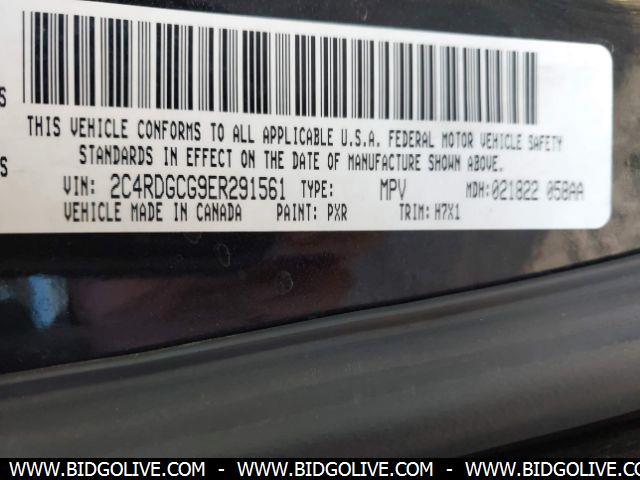 S
THIS VEHICLE CONFORMS TO ALL APPLICABLE U.S.A. FEDERAL MOTOR VEHICLE SAFETY
STANDARDS IN EFFECT ON THE DATE OF MANUFACTURE SHOWN ABOVE.
S
VIN: 2C4RDGCG9ER291561 TYPE: MPV MDH:021822 058AA
VEHICLE MADE IN CANADA PAINT: PXR TRIM: H7X1
WWW.BIDGOLIVE.COM - WWW.BIDGOLIVE.COM - WWW.BIDGOLIVE.COM